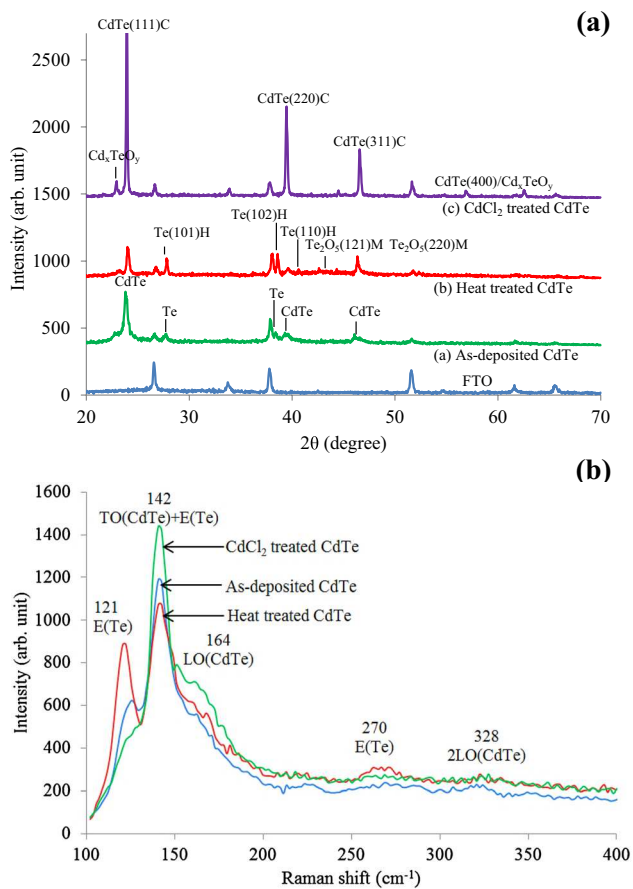 (a)
CdTe(111)C
2500
CdTe(220)C
2000
CdTe(311)C
CdₓTeOᵧ
CdTe(400)/CdₓTeOᵧ
1500
(c) CdCl₂ treated CdTe
Te(102)H
Te(110)H
Te(101)H
Te₂O₅(121)M Te₂O₅(220)M
1000
CdTe
(b) Heat treated CdTe
Te
Te
CdTe
CdTe
500
(a) As-deposited CdTe
FTO
0
20 30 40 50 60 70
2θ (degree)
Intensity (arb. unit)
(b)
1600
142
TO(CdTe)+E(Te)
1400
CdCl₂ treated CdTe
1200
As-deposited CdTe
121
E(Te)
Heat treated CdTe
1000
164
LO(CdTe)
800
600
400
270
E(Te)
328
2LO(CdTe)
200
0
100 150 200 250 300 350 400
Raman shift (cm⁻¹)
Intensity (arb. unit)